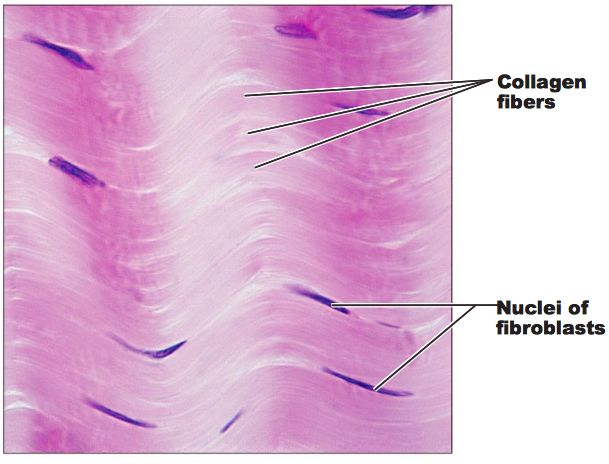 Collagen
fibers
Nuclei of
fibroblasts